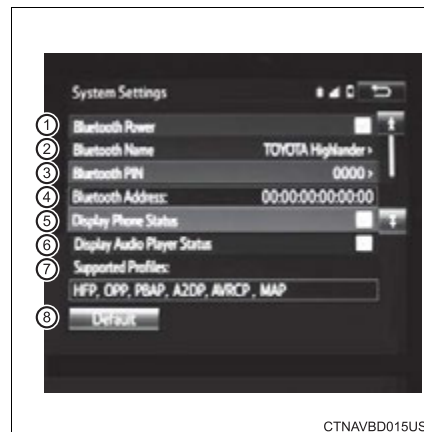 System Settings
1 Bluetooth Power
2 Bluetooth Name TOYOTA Highlander ›
3 Bluetooth PIN 0000 ›
4 Bluetooth Address: 00:00:00:00:00:00
5 Display Phone Status
6 Display Audio Player Status
7 Supported Profiles:
HFP, OPP, PBAP, A2DP, AVRCP , MAP
8 Default
CTNAVBD015US